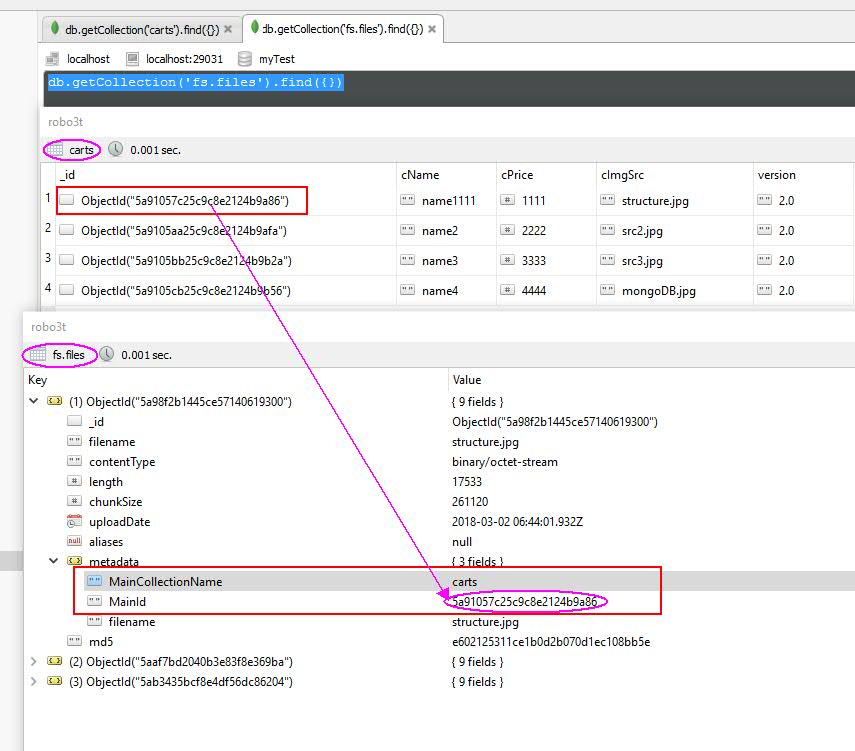 db.getCollection('carts').find({}) db.getCollection('fs.files').find({})
localhost localhost:29031 myTest
db.getCollection('fs.files').find({})
robo3t
carts 0.001 sec.
_id cName cPrice cImgSrc version
1 ObjectId("5a91057c25c9c8e2124b9a86") name1111 1111 structure.jpg 2.0
2 ObjectId("5a9105aa25c9c8e2124b9afa") name2 2222 src2.jpg 2.0
3 ObjectId("5a9105bb25c9c8e2124b9b2a") name3 3333 src3.jpg 2.0
4 ObjectId("5a9105cb25c9c8e2124b9b56") name4 4444 mongoDB.jpg 2.0
robo3t
fs.files 0.001 sec.
Key Value
(1) ObjectId("5a98f2b1445ce57140619300") { 9 fields }
_id ObjectId("5a98f2b1445ce57140619300")
filename structure.jpg
contentType binary/octet-stream
length 17533
chunkSize 261120
uploadDate 2018-03-02 06:44:01.932Z
aliases null
metadata { 3 fields }
MainCollectionName carts
MainId 5a91057c25c9c8e2124b9a86
filename structure.jpg
md5 e602125311ce1b0d2b070d1ec108bb5e
(2) ObjectId("5aaf7bd2040b3e83f8e369ba") { 9 fields }
(3) ObjectId("5ab3435bcf8e4df56dc86204") { 9 fields }